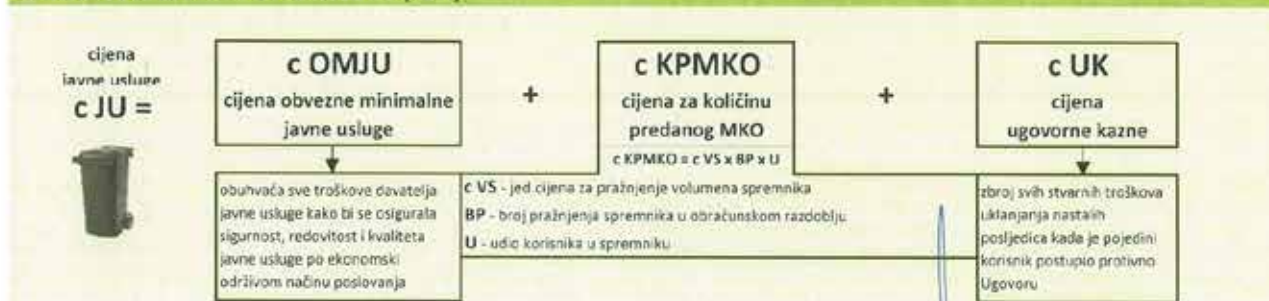 cijena
javne usluge
c JU =
c OMJU
cijena obvezne minimalne
javne usluge
+
c KPMKO
cijena za količinu
predanog MKO
c KPMKO = c VS x BP x U
+
c UK
cijena
ugovorne kazne
obuhvaća sve troškove davatelja
javne usluge kako bi se osigurala
sigurnost, redovitost i kvaliteta
javne usluge po ekonomski
održivom načinu poslovanja
c VS - jed.cijena za pražnjenje volumena spremnika
BP - broj pražnjenja spremnika u obračunskom razdoblju
U - udio korisnika u spremniku
zbroj svih stvarnih troškova
uklanjanja nastalih
posljedica kada je pojedini
korisnik postupio protivno
Ugovoru